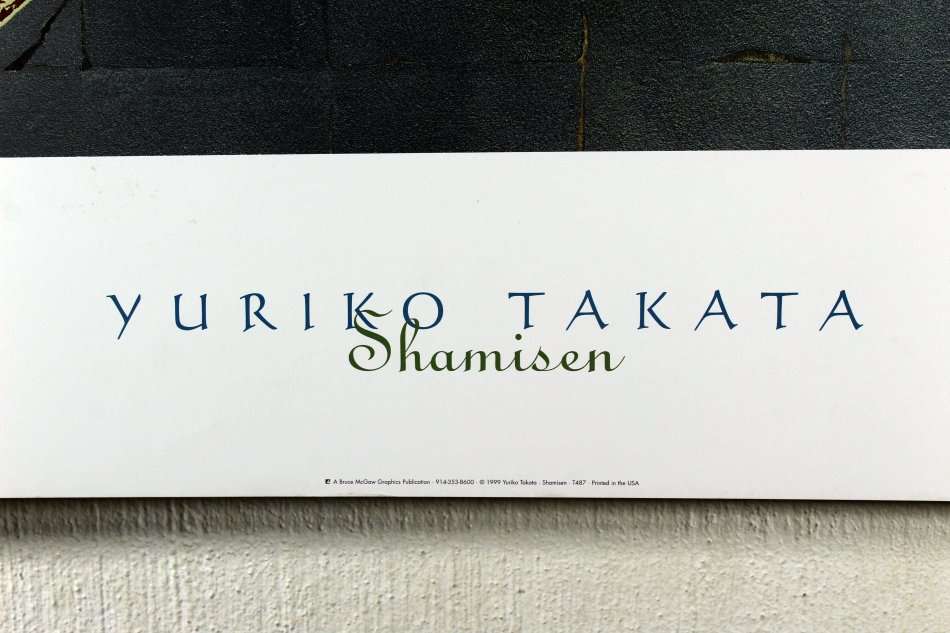 YURIKO TAKATA
Shamisen
A Bruce McGaw Graphics Publication · 914-353-8600 · © 1999 Yuriko Takata · Shamisen · T487 · Printed in the USA